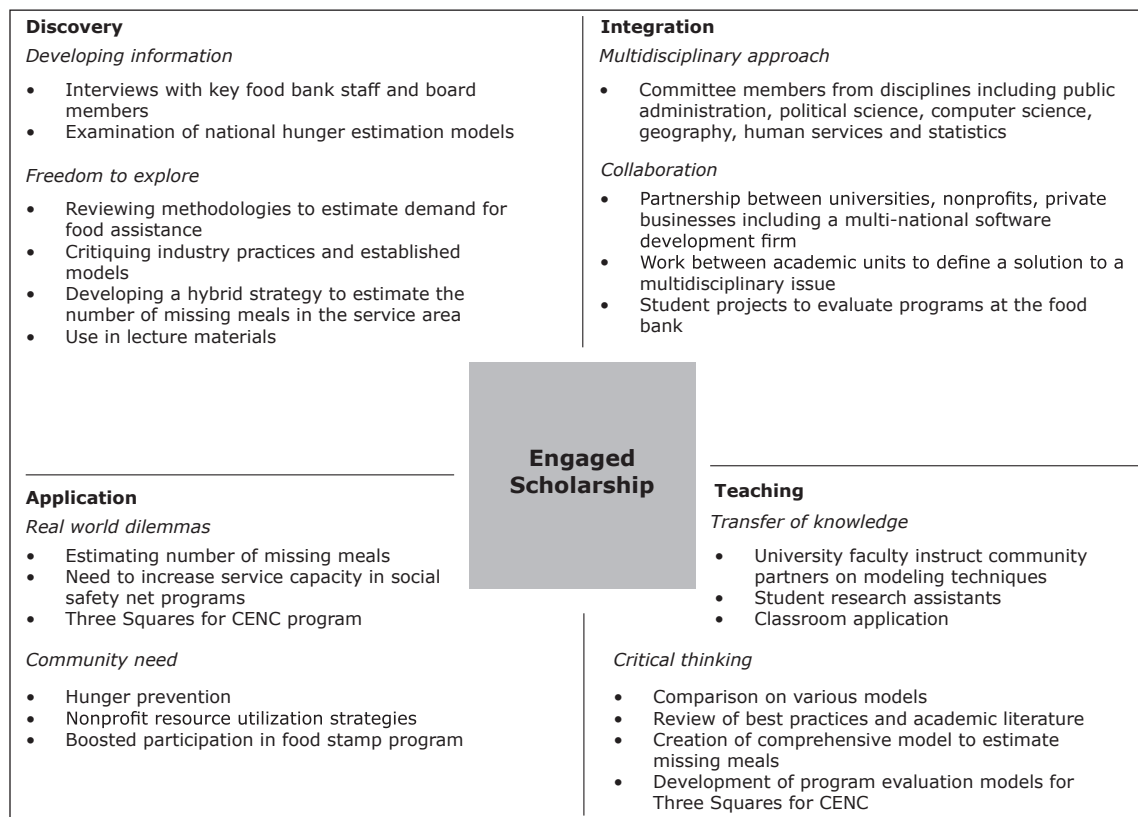 Discovery
Developing information
• Interviews with key food bank staff and board
members
• Examination of national hunger estimation models
Freedom to explore
• Reviewing methodologies to estimate demand for
food assistance
• Critiquing industry practices and established
models
• Developing a hybrid strategy to estimate the
number of missing meals in the service area
• Use in lecture materials
Integration
Multidisciplinary approach
• Committee members from disciplines including public
administration, political science, computer science,
geography, human services and statistics
Collaboration
• Partnership between universities, nonprofits, private
businesses including a multi-national software
development firm
• Work between academic units to define a solution to a
multidisciplinary issue
• Student projects to evaluate programs at the food
bank
Engaged
Scholarship
Application
Real world dilemmas
• Estimating number of missing meals
• Need to increase service capacity in social
safety net programs
• Three Squares for CENC program
Community need
• Hunger prevention
• Nonprofit resource utilization strategies
• Boosted participation in food stamp program
Teaching
Transfer of knowledge
• University faculty instruct community
partners on modeling techniques
• Student research assistants
• Classroom application
Critical thinking
• Comparison on various models
• Review of best practices and academic literature
• Creation of comprehensive model to estimate
missing meals
• Development of program evaluation models for
Three Squares for CENC